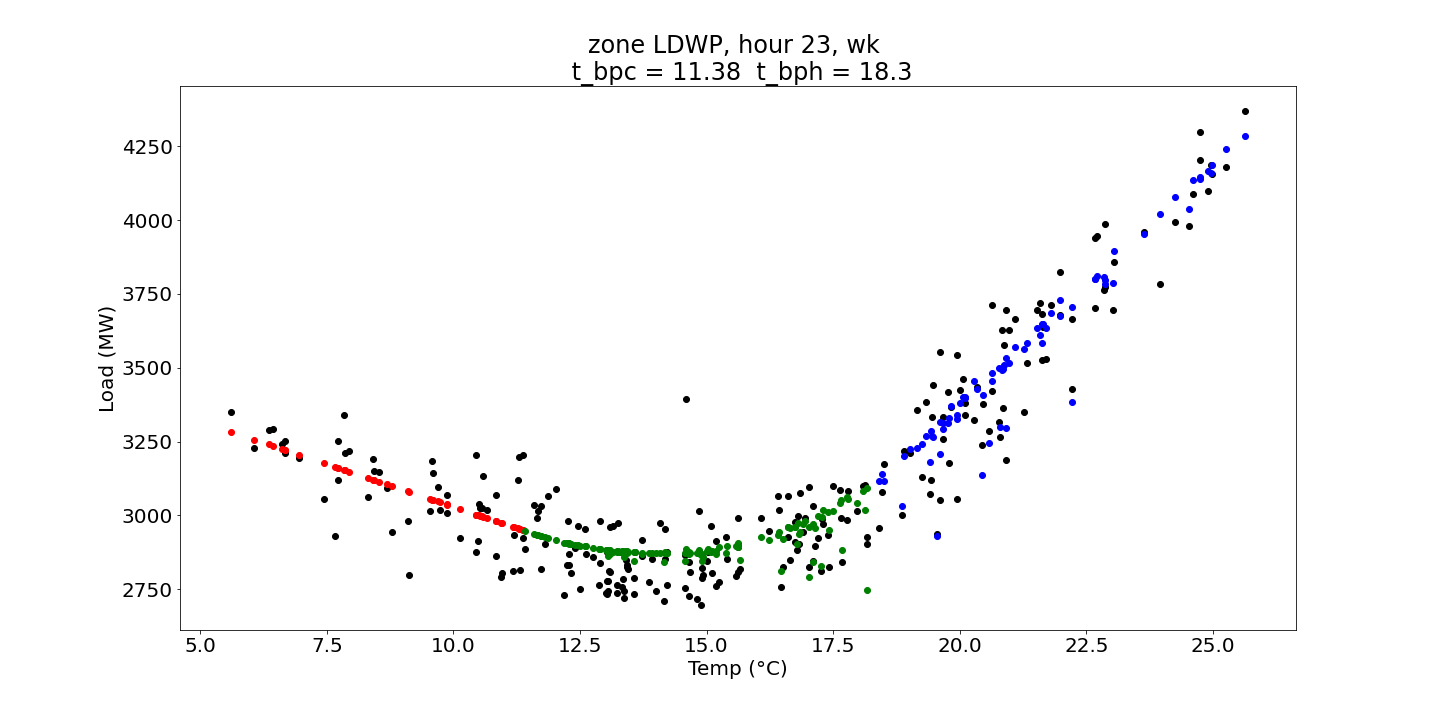 zone LDWP, hour 23, wk
t_bpc = 11.38  t_bph = 18.3
4250
4000
3750
3500
3250
3000
2750
Load (MW)
5.0 7.5 10.0 12.5 15.0 17.5 20.0 22.5 25.0
Temp (°C)